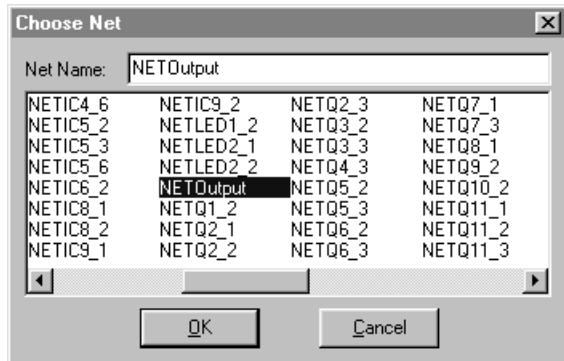 Choose Net
Net Name: NETOutput
NETIC4_6 NETIC9_2 NETQ2_3 NETQ7_1
NETIC5_2 NETLED1_2 NETQ3_2 NETQ7_3
NETIC5_3 NETLED2_1 NETQ3_3 NETQ8_1
NETIC5_6 NETLED2_2 NETQ4_3 NETQ9_2
NETIC6_2 NETOutput NETQ5_2 NETQ10_2
NETIC8_1 NETQ1_2 NETQ5_3 NETQ11_1
NETIC8_2 NETQ2_1 NETQ6_2 NETQ11_2
NETIC9_1 NETQ2_2 NETQ6_3 NETQ11_3
OK Cancel